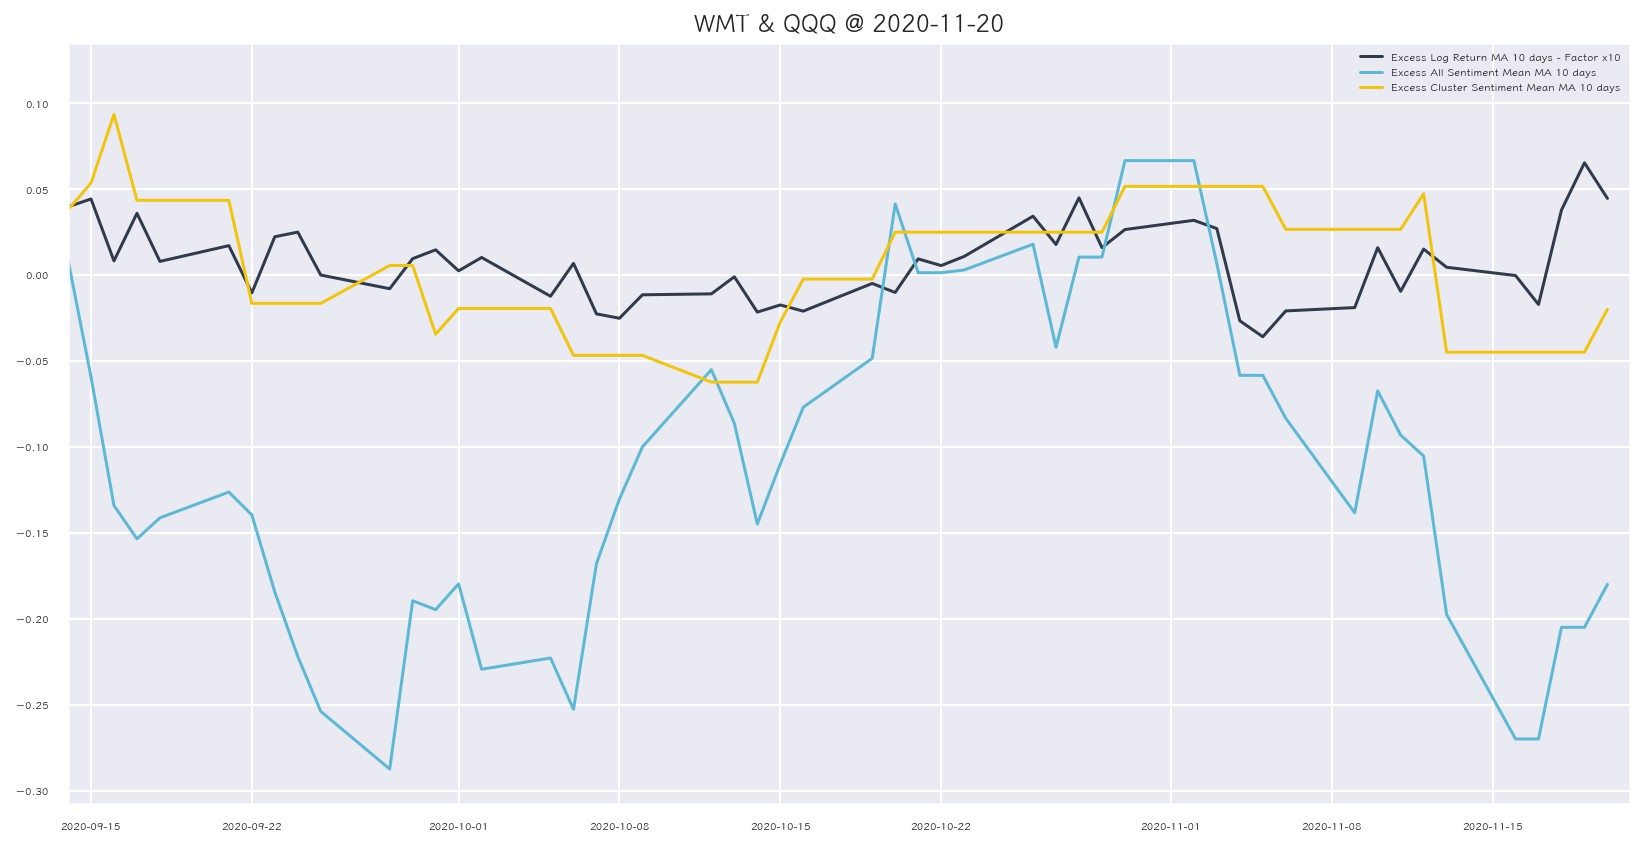 WMT & QQQ @ 2020-11-20
Excess Log Return MA 10 days - Factor x10
Excess All Sentiment Mean MA 10 days
Excess Cluster Sentiment Mean MA 10 days
0.10
0.05
0.00
−0.05
−0.10
−0.15
−0.20
−0.25
−0.30
2020-09-15 2020-09-22 2020-10-01 2020-10-08 2020-10-15 2020-10-22 2020-11-01 2020-11-08 2020-11-15